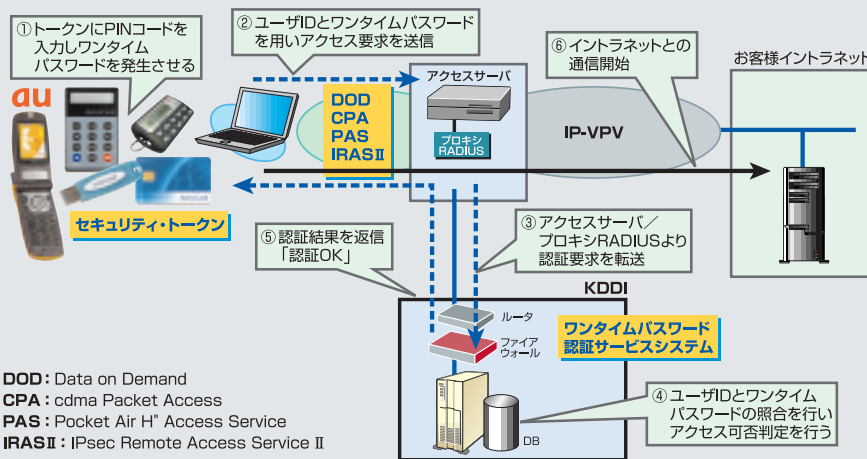 ①トークンにPINコードを
入力しワンタイム
パスワードを発生させる
②ユーザIDとワンタイムパスワード
を用いアクセス要求を送信
⑥イントラネットとの
通信開始
お客様イントラネット
au
アクセスサーバ
DOD
CPA
PAS
IRASⅡ
プロキシ
RADIUS
IP-VPV
セキュリティ・トークン
⑤認証結果を返信
「認証OK」
③アクセスサーバ／
プロキシRADIUSより
認証要求を転送
KDDI
ルータ
ファイア
ウォール
ワンタイムパスワード
認証サービスシステム
DB
④ユーザIDとワンタイム
パスワードの照合を行い
アクセス可否判定を行う
DOD：Data on Demand
CPA：cdma Packet Access
PAS：Pocket Air H" Access Service
IRASⅡ：IPsec Remote Access Service Ⅱ